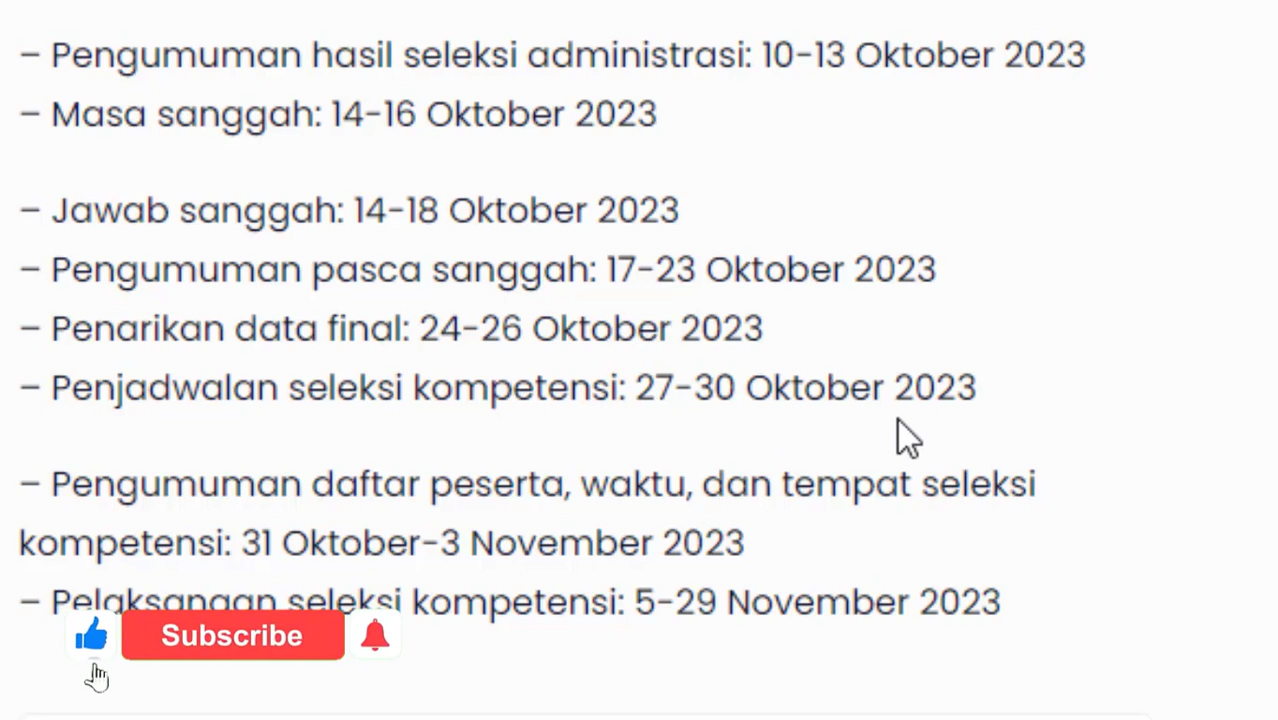 – Pengumuman hasil seleksi administrasi: 10-13 Oktober 2023
– Masa sanggah: 14-16 Oktober 2023
– Jawab sanggah: 14-18 Oktober 2023
– Pengumuman pasca sanggah: 17-23 Oktober 2023
– Penarikan data final: 24-26 Oktober 2023
– Penjadwalan seleksi kompetensi: 27-30 Oktober 2023
– Pengumuman daftar peserta, waktu, dan tempat seleksi
kompetensi: 31 Oktober-3 November 2023
– Pelaksanaan seleksi kompetensi: 5-29 November 2023
Subscribe